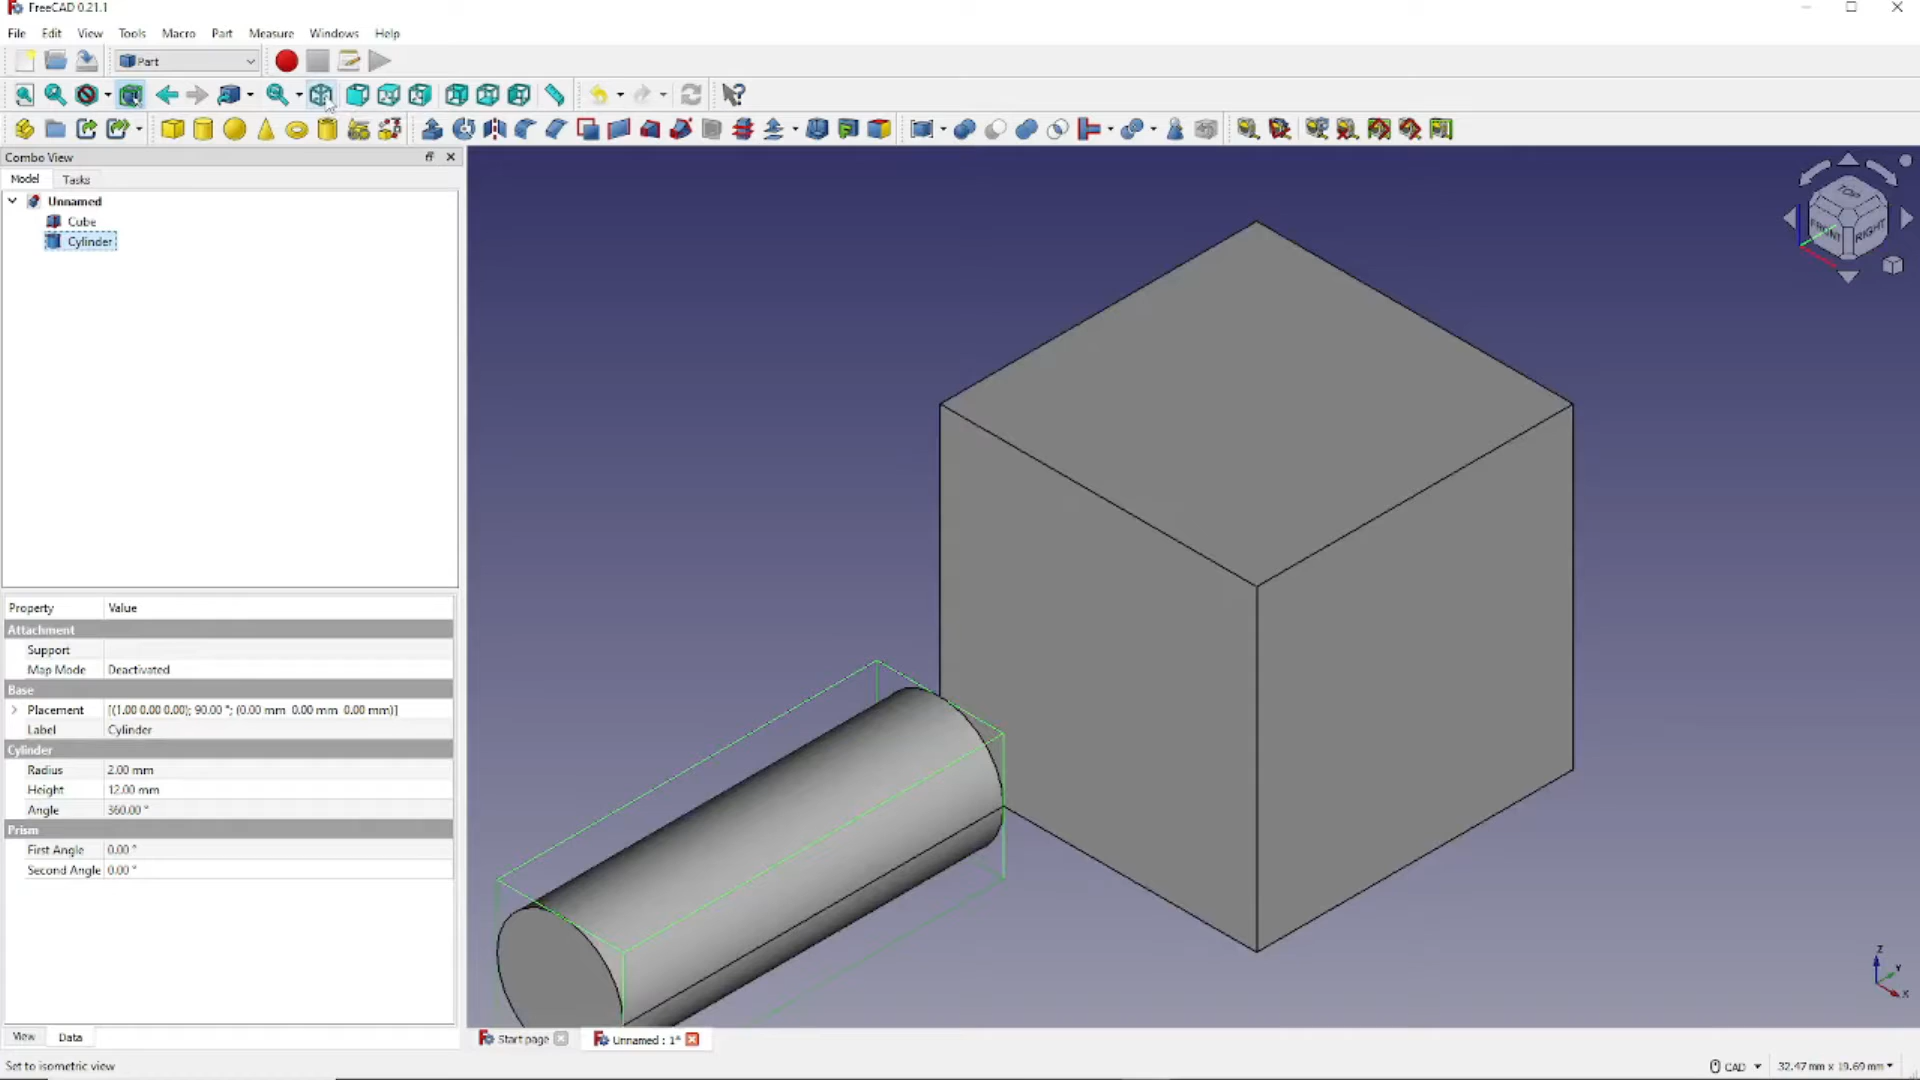 FreeCAD 0.21.1
File Edit View Tools Macro Part Measure Windows Help
Part
Combo View
Model Tasks
Unnamed
Cube
Cylinder
TOP
FRONT RIGHT
Property Value
Attachment
Support
Map Mode Deactivated
Base
Placement [(1.00 0.00 0.00); 90.00 °; (0.00 mm 0.00 mm 0.00 mm)]
Label Cylinder
Cylinder
Radius 2.00 mm
Height 12.00 mm
Angle 360.00 °
Prism
First Angle 0.00 °
Second Angle 0.00 °
Z
Y
X
View Data
Start page
Unnamed : 1*
Set to isometric view
CAD
32.47 mm x 19.69 mm